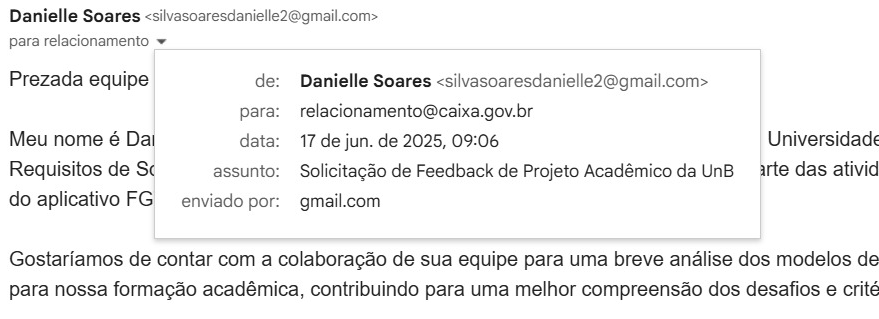 Danielle Soares <silvasoaresdanielle2@gmail.com>
para relacionamento
Prezada equipe
de: Danielle Soares <silvasoaresdanielle2@gmail.com>
para: relacionamento@caixa.gov.br
data: 17 de jun. de 2025, 09:06
assunto: Solicitação de Feedback de Projeto Acadêmico da UnB
enviado por: gmail.com
Meu nome é Da Universidade
Requisitos de S arte das ativid
do aplicativo FG
Gostaríamos de contar com a colaboração de sua equipe para uma breve análise dos modelos de
para nossa formação acadêmica, contribuindo para uma melhor compreensão dos desafios e crité